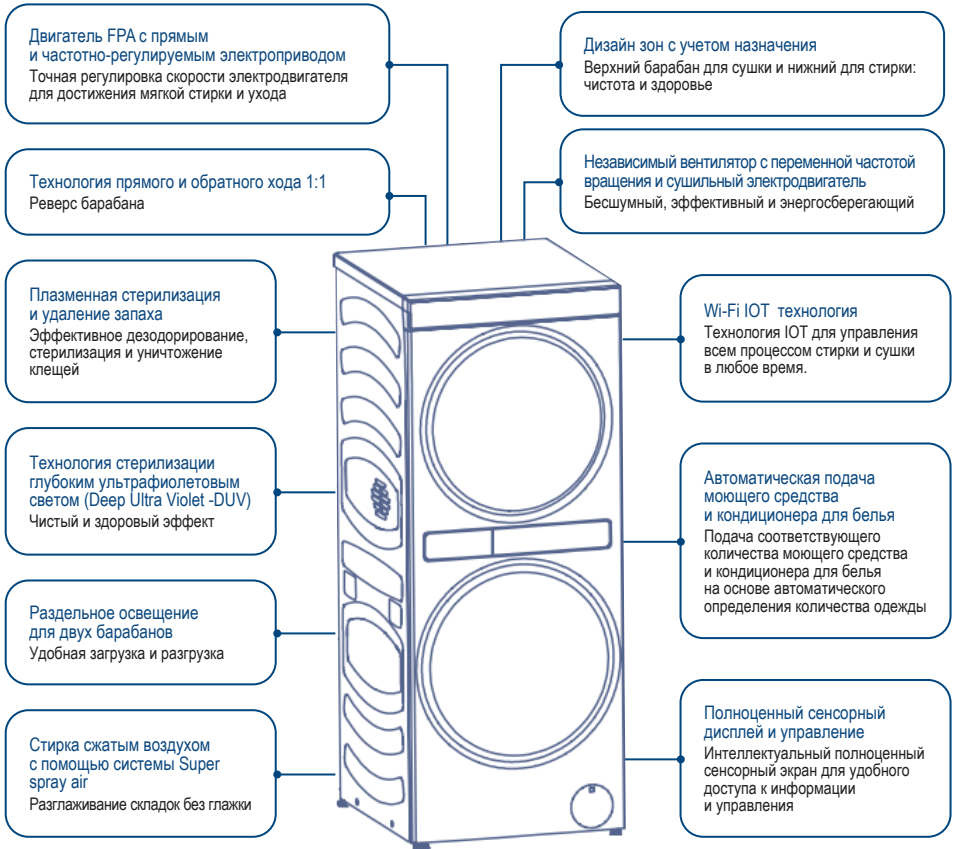 Двигатель FPA с прямым
и частотно-регулируемым электроприводом
Точная регулировка скорости электродвигателя
для достижения мягкой стирки и ухода
Технология прямого и обратного хода 1:1
Реверс барабана
Плазменная стерилизация
и удаление запаха
Эффективное дезодорирование,
стерилизация и уничтожение
клещей
Технология стерилизации
глубоким ультрафиолетовым
светом (Deep Ultra Violet -DUV)
Чистый и здоровый эффект
Раздельное освещение
для двух барабанов
Удобная загрузка и разгрузка
Стирка сжатым воздухом
с помощью системы Super
spray air
Разглаживание складок без глажки
Дизайн зон с учетом назначения
Верхний барабан для сушки и нижний для стирки:
чистота и здоровье
Независимый вентилятор с переменной частотой
вращения и сушильный электродвигатель
Бесшумный, эффективный и энергосберегающий
Wi-Fi IOT технология
Технология IOT для управления
всем процессом стирки и сушки
в любое время.
Автоматическая подача
моющего средства
и кондиционера для белья
Подача соответствующего
количества моющего средства
и кондиционера для белья
на основе автоматического
определения количества одежды
Полноценный сенсорный
дисплей и управление
Интеллектуальный полноценный
сенсорный экран для удобного
доступа к информации
и управления